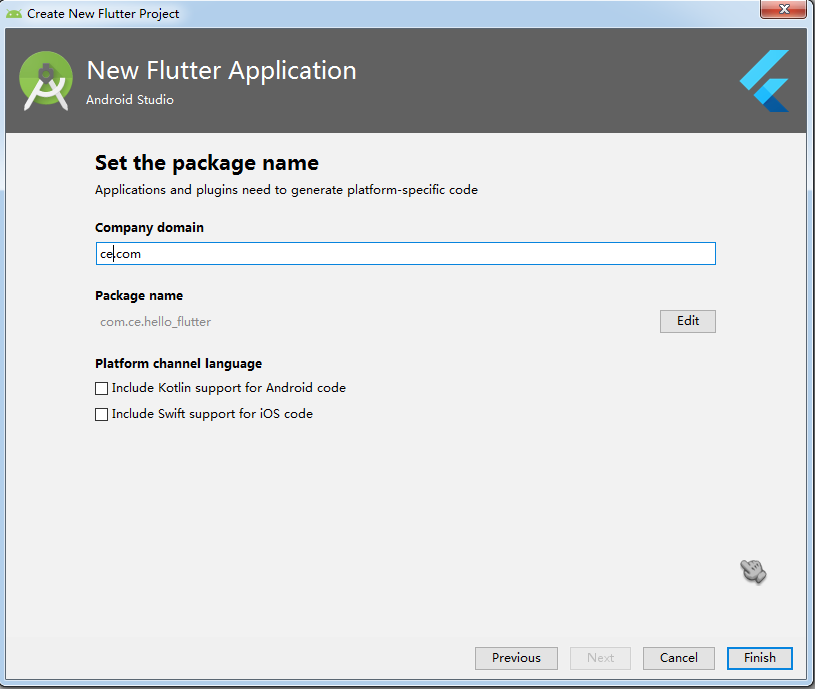 Create New Flutter Project
New Flutter Application
Android Studio
Set the package name
Applications and plugins need to generate platform-specific code
Company domain
ce.com
Package name
com.ce.hello_flutter
Edit
Platform channel language
Include Kotlin support for Android code
Include Swift support for iOS code
Previous Next Cancel Finish